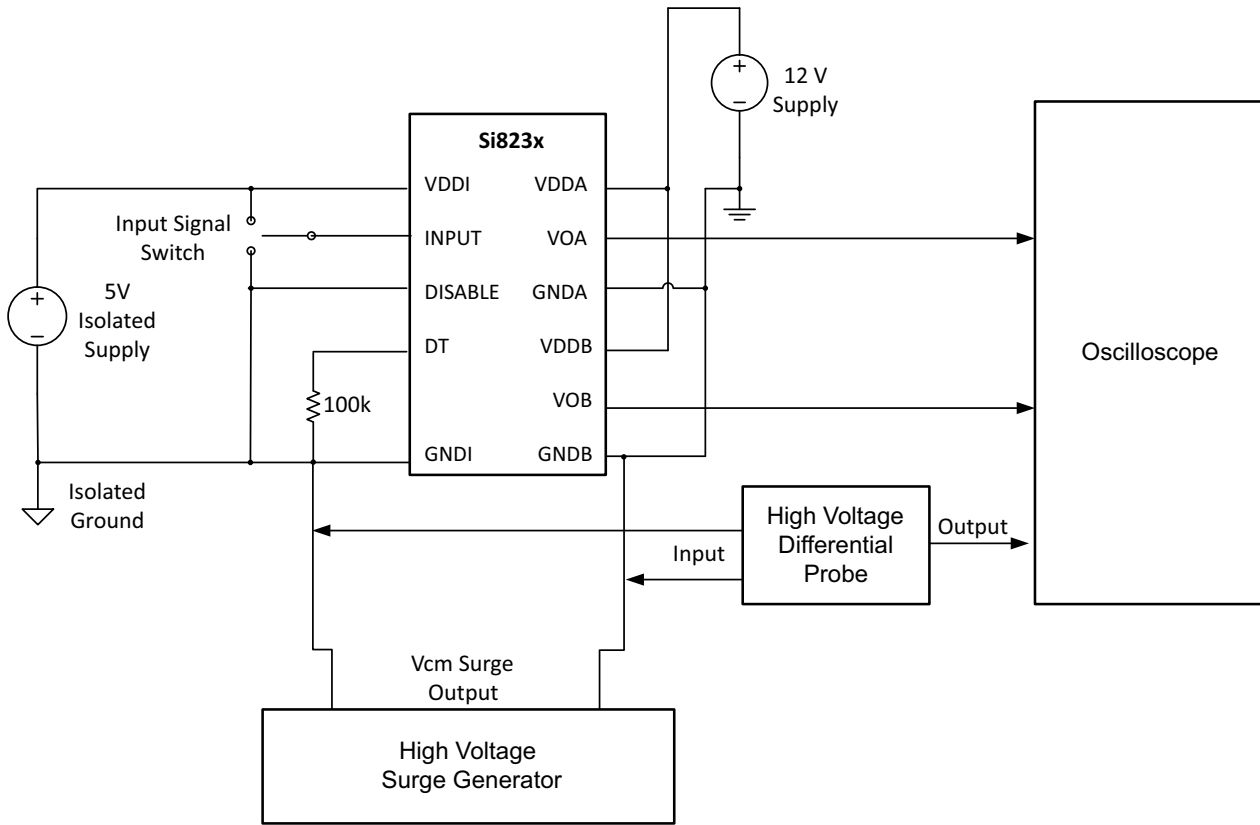 12 V
Supply
Si823x
VDDI
VDDA
Input Signal
Switch
INPUT
VOA
5V
Isolated
Supply
+
−
+
−
DISABLE
GNDA
DT
VDDB
Oscilloscope
100k
VOB
GNDI
GNDB
Isolated
Ground
High Voltage
Differential
Probe
Input
Output
Vcm Surge
Output
High Voltage
Surge Generator